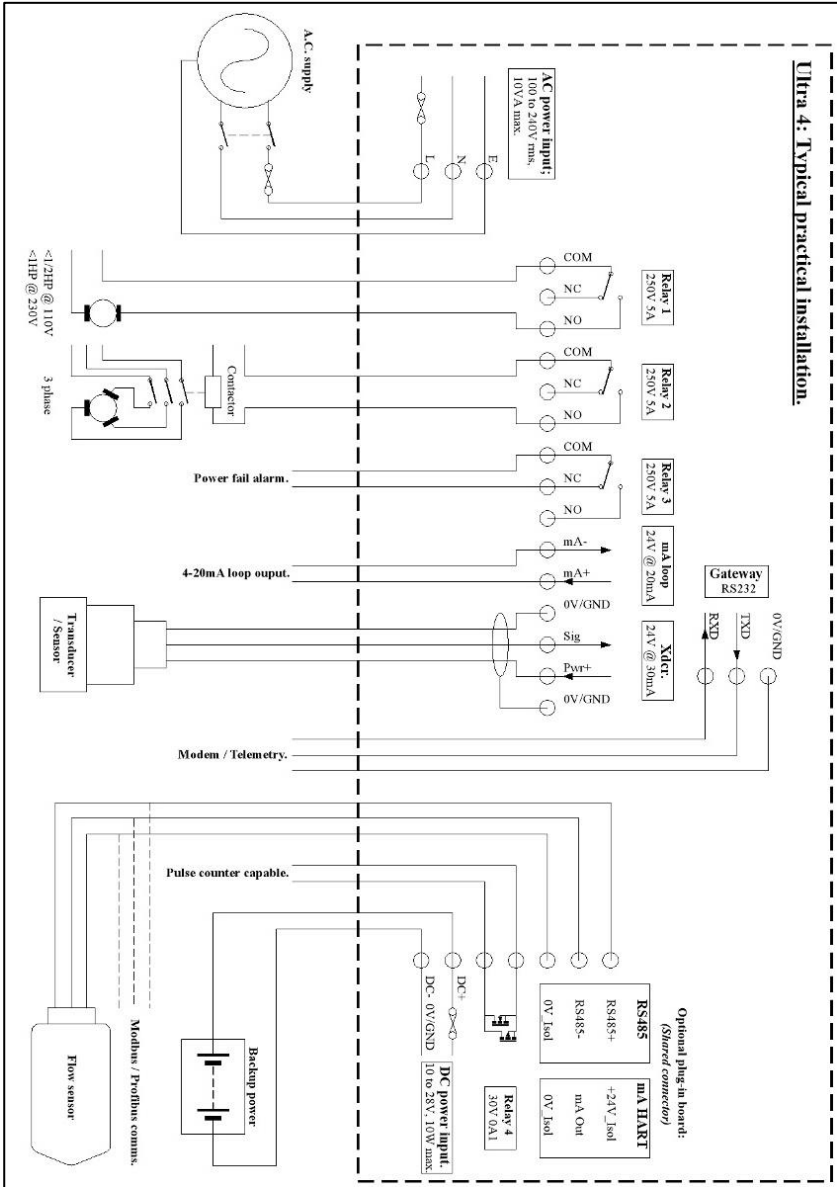 Ultra 4: Typical practical installation.
A.C. supply
AC power input;
100 to 240V rms,
10VA max.
L
N
E
Relay 1
250V 5A
COM
NC
NO
<1/2HP @ 110V
<1HP @ 230V
Relay 2
250V 5A
COM
NC
NO
Contactor
3 phase
Relay 3
250V 5A
COM
NC
NO
Power fail alarm.
mA loop
24V @ 20mA
mA-
mA+
4-20mA loop ouput.
Xdcr.
24V @ 30mA
0V/GND
Sig
Pwr+
0V/GND
Transducer
/ Sensor
Gateway
RS232
RXD
TXD
0V/GND
Modem / Telemetry.
Optional plug-in board:
(Shared connector)
RS485
RS485+
RS485-
0V_Isol
mA HART
+24V_Isol
mA Out
0V_Isol
Relay 4
30V 0A1
Pulse counter capable.
DC power input.
10 to 28V, 10W max.
DC+
DC- 0V/GND
Backup power
Modbus / Profibus comms.
Flow sensor